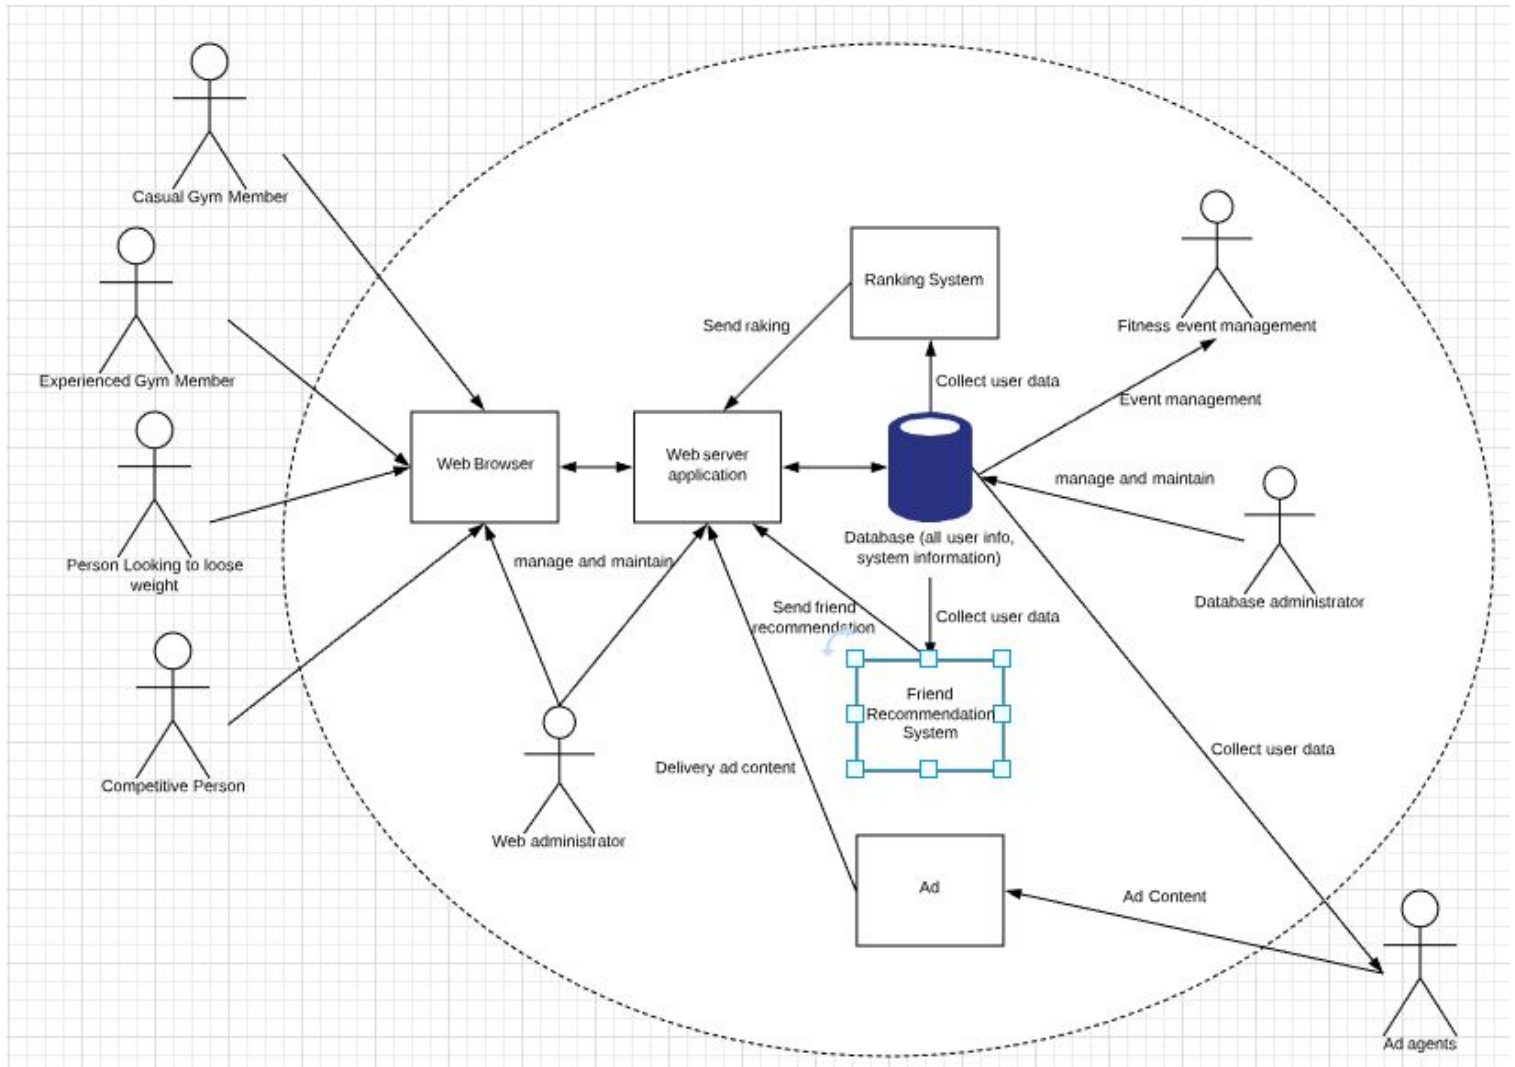 Casual Gym Member
Experienced Gym Member
Person Looking to loose
weight
Competitive Person
Web Browser
manage and maintain
Web administrator
Web server
application
Send raking
Ranking System
Collect user data
Database (all user info,
system information)
Collect user data
Send friend
recommendation
Friend
Recommendation
System
Delivery ad content
Ad
Fitness event management
Event management
manage and maintain
Database administrator
Collect user data
Ad Content
Ad agents